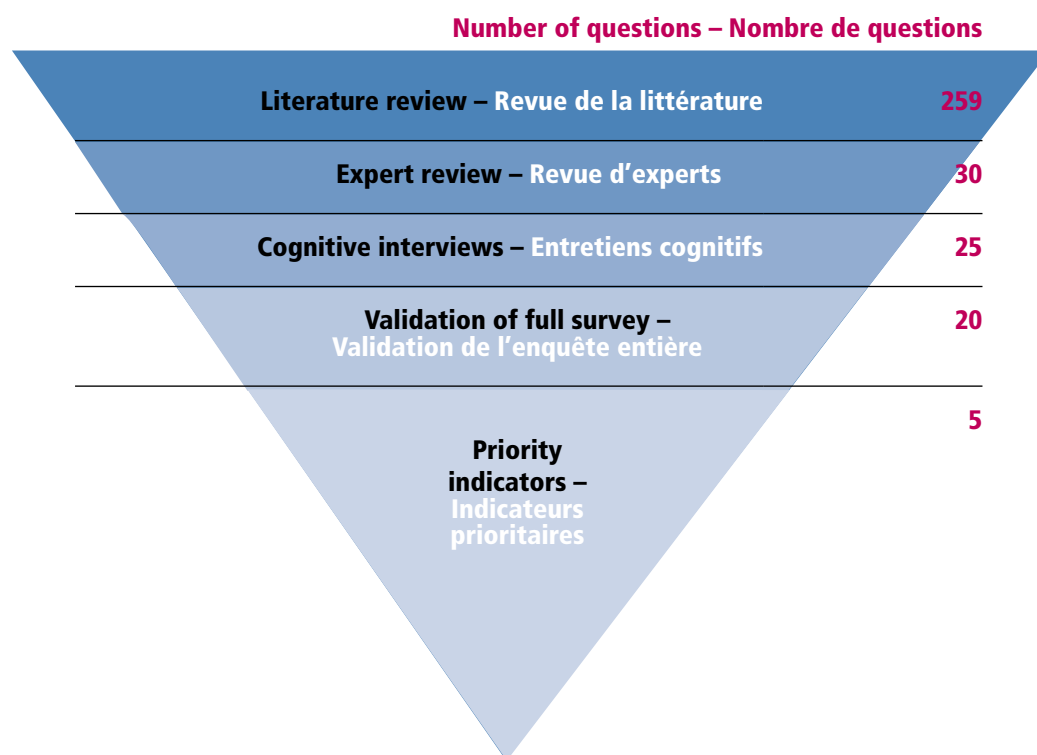 Number of questions – Nombre de questions
Literature review – Revue de la littérature 259
Expert review – Revue d’experts 30
Cognitive interviews – Entretiens cognitifs 25
Validation of full survey – 20
Validation de l’enquête entière
5
Priority
indicators –
Indicateurs
prioritaires